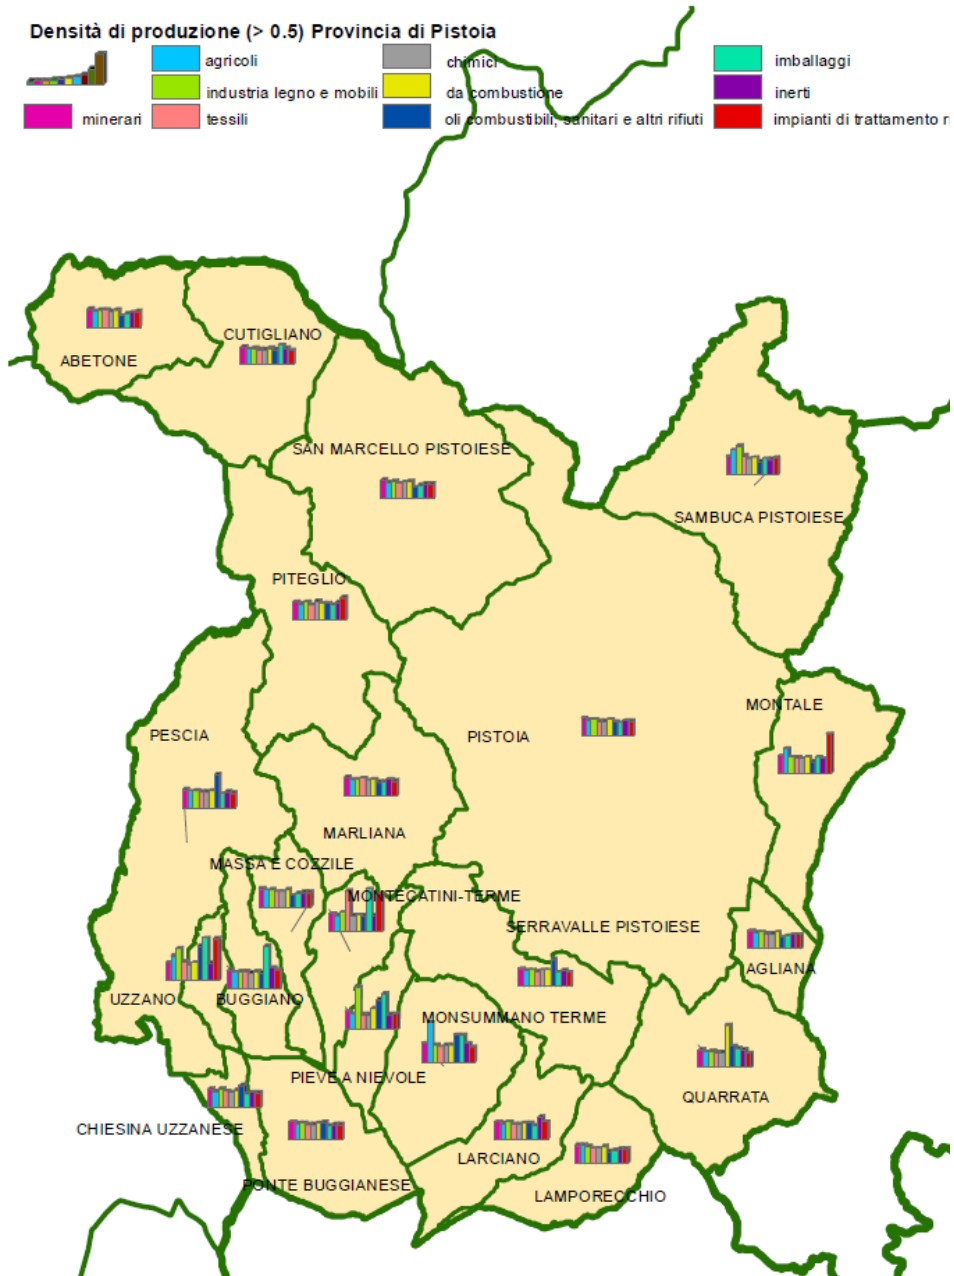 Densità di produzione (> 0.5) Provincia di Pistoia
agricoli
chimici
imballaggi
industria legno e mobili
da combustione
inerti
minerari
tessili
oli combustibili, sanitari e altri rifiuti
impianti di trattamento r
CUTIGLIANO
ABETONE
SAN MARCELLO PISTOIESE
SAMBUCA PISTOIESE
PITEGLIO
MONTALE
PESCIA
PISTOIA
MARLIANA
MASSA E COZZILE
MONTECATINI-TERME
SERRAVALLE PISTOIESE
AGLIANA
UZZANO
BUGGIANO
MONSUMMANO TERME
PIEVE A NIEVOLE
QUARRATA
CHIESINA UZZANESE
LARCIANO
PONTE BUGGIANESE
LAMPORECCHIO